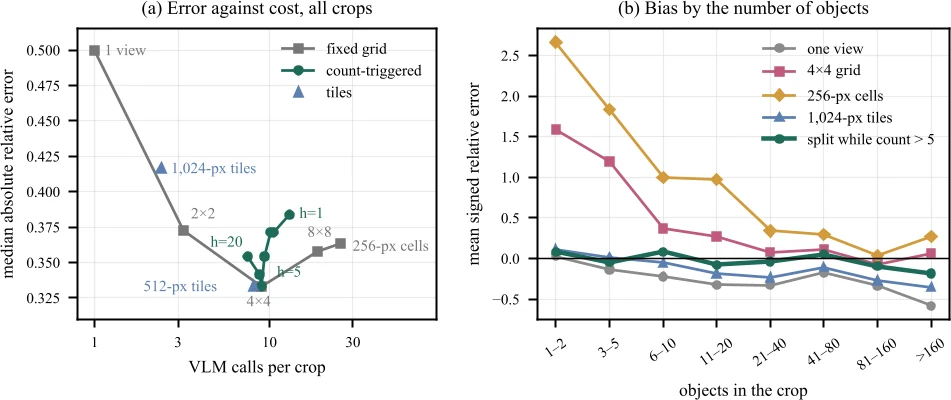 (a) Error against cost, all crops
median absolute relative error
0.500
0.475
0.450
0.425
0.400
0.375
0.350
0.325
1 view
1,024-px tiles
2×2
h=20
h=1
8×8
256-px cells
h=5
512-px tiles
4×4
fixed grid
count-triggered
tiles
1
3
10
30
VLM calls per crop
(b) Bias by the number of objects
mean signed relative error
2.5
2.0
1.5
1.0
0.5
0.0
−0.5
one view
4×4 grid
256-px cells
1,024-px tiles
split while count > 5
1–2
3–5
6–10
11–20
21–40
41–80
81–160
>160
objects in the crop